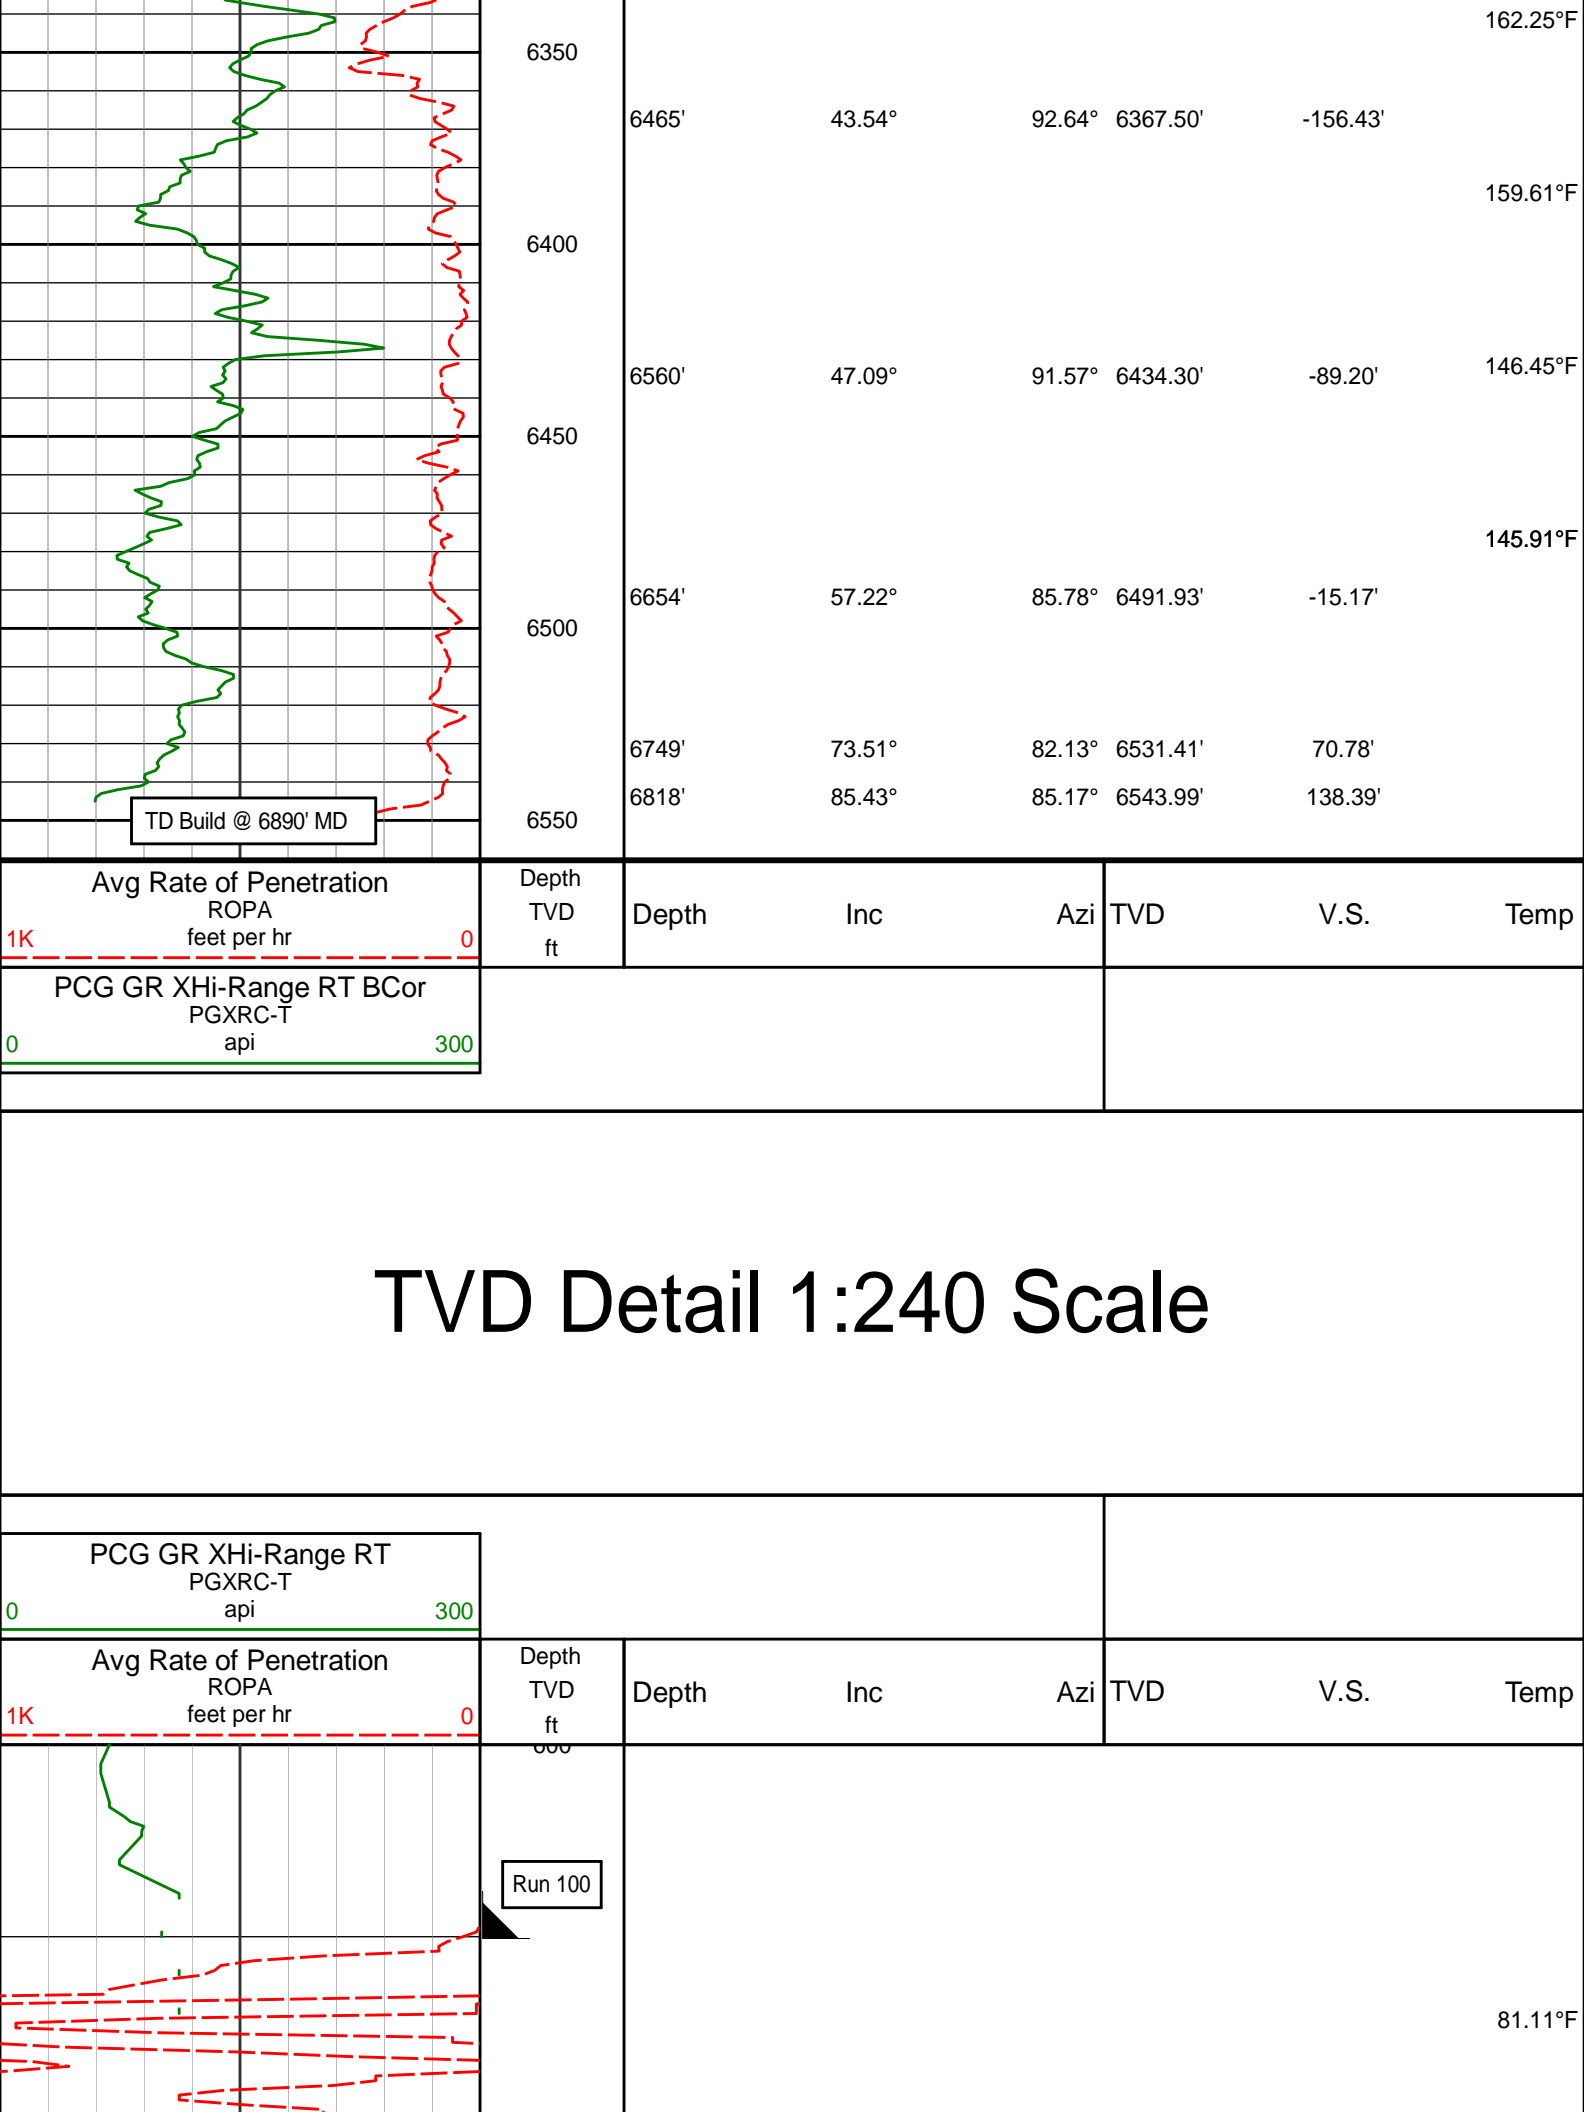 162.25°F
6350
6465' 43.54° 92.64° 6367.50' -156.43'
159.61°F
6400
146.45°F
6560' 47.09° 91.57° 6434.30' -89.20'
6450
145.91°F
6654' 57.22° 85.78° 6491.93' -15.17'
6500
6749' 73.51° 82.13° 6531.41' 70.78'
6818' 85.43° 85.17° 6543.99' 138.39'
TD Build @ 6890' MD
6550
Avg Rate of Penetration
ROPA
1K feet per hr 0
Depth
TVD
ft
Depth Inc Azi TVD V.S. Temp
PCG GR XHi-Range RT BCor
PGXRC-T
0 api 300
TVD Detail 1:240 Scale
PCG GR XHi-Range RT
PGXRC-T
0 api 300
Avg Rate of Penetration
ROPA
1K feet per hr 0
Depth
TVD
ft
Depth Inc Azi TVD V.S. Temp
600
Run 100
81.11°F